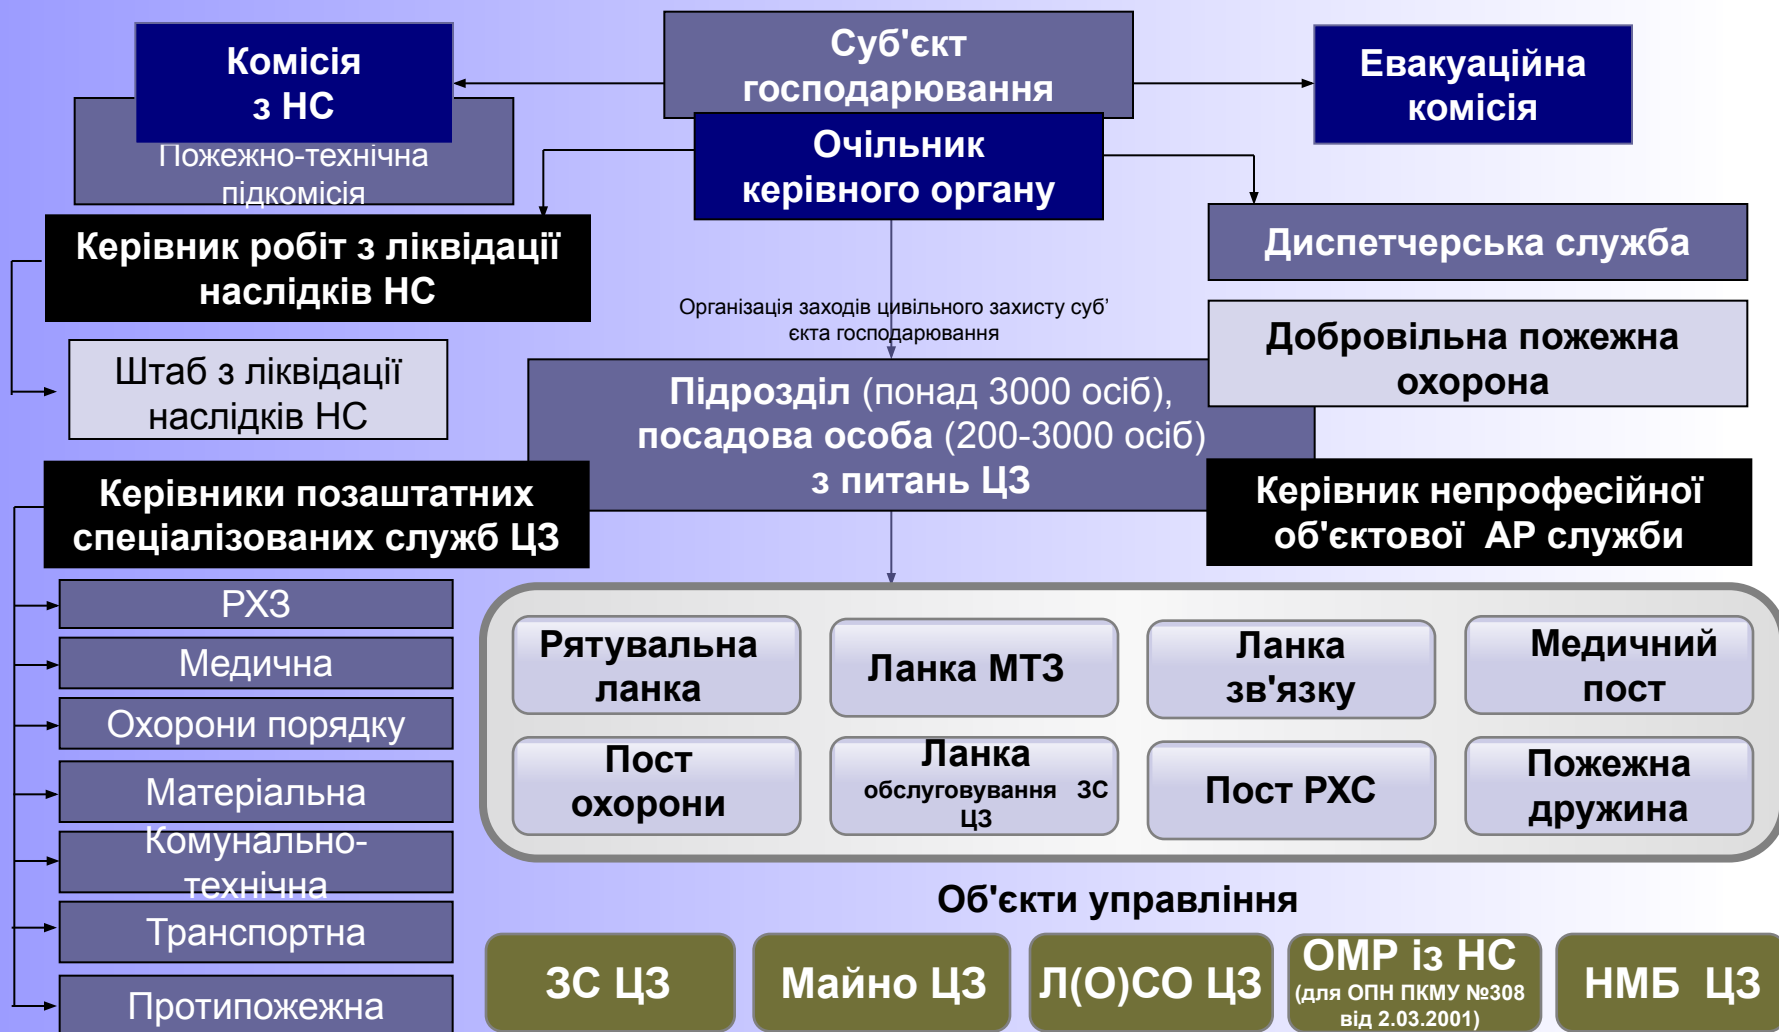 Комісія
з НС
Пожежно-технічна
підкомісія
Суб'єкт
господарювання
Очільник
керівного органу
Евакуаційна
комісія
Керівник робіт з ліквідації
наслідків НС
Диспетчерська служба
Організація заходів цивільного захисту суб’
єкта господарювання
Штаб з ліквідації
наслідків НС
Добровільна пожежна
охорона
Підрозділ (понад 3000 осіб),
посадова особа (200-3000 осіб)
з питань ЦЗ
Керівники позаштатних
спеціалізованих служб ЦЗ
Керівник непрофесійної
об'єктової АР служби
РХЗ
Медична
Охорони порядку
Матеріальна
Комунально-
технічна
Транспортна
Протипожежна
Рятувальна
ланка
Ланка МТЗ
Ланка
зв'язку
Медичний
пост
Пост
охорони
Ланка
обслуговування ЗС
ЦЗ
Пост РХС
Пожежна
дружина
Об'єкти управління
ЗС ЦЗ
Майно ЦЗ
Л(О)СО ЦЗ
ОМР із НС
(для ОПН ПКМУ №308
від 2.03.2001)
НМБ ЦЗ